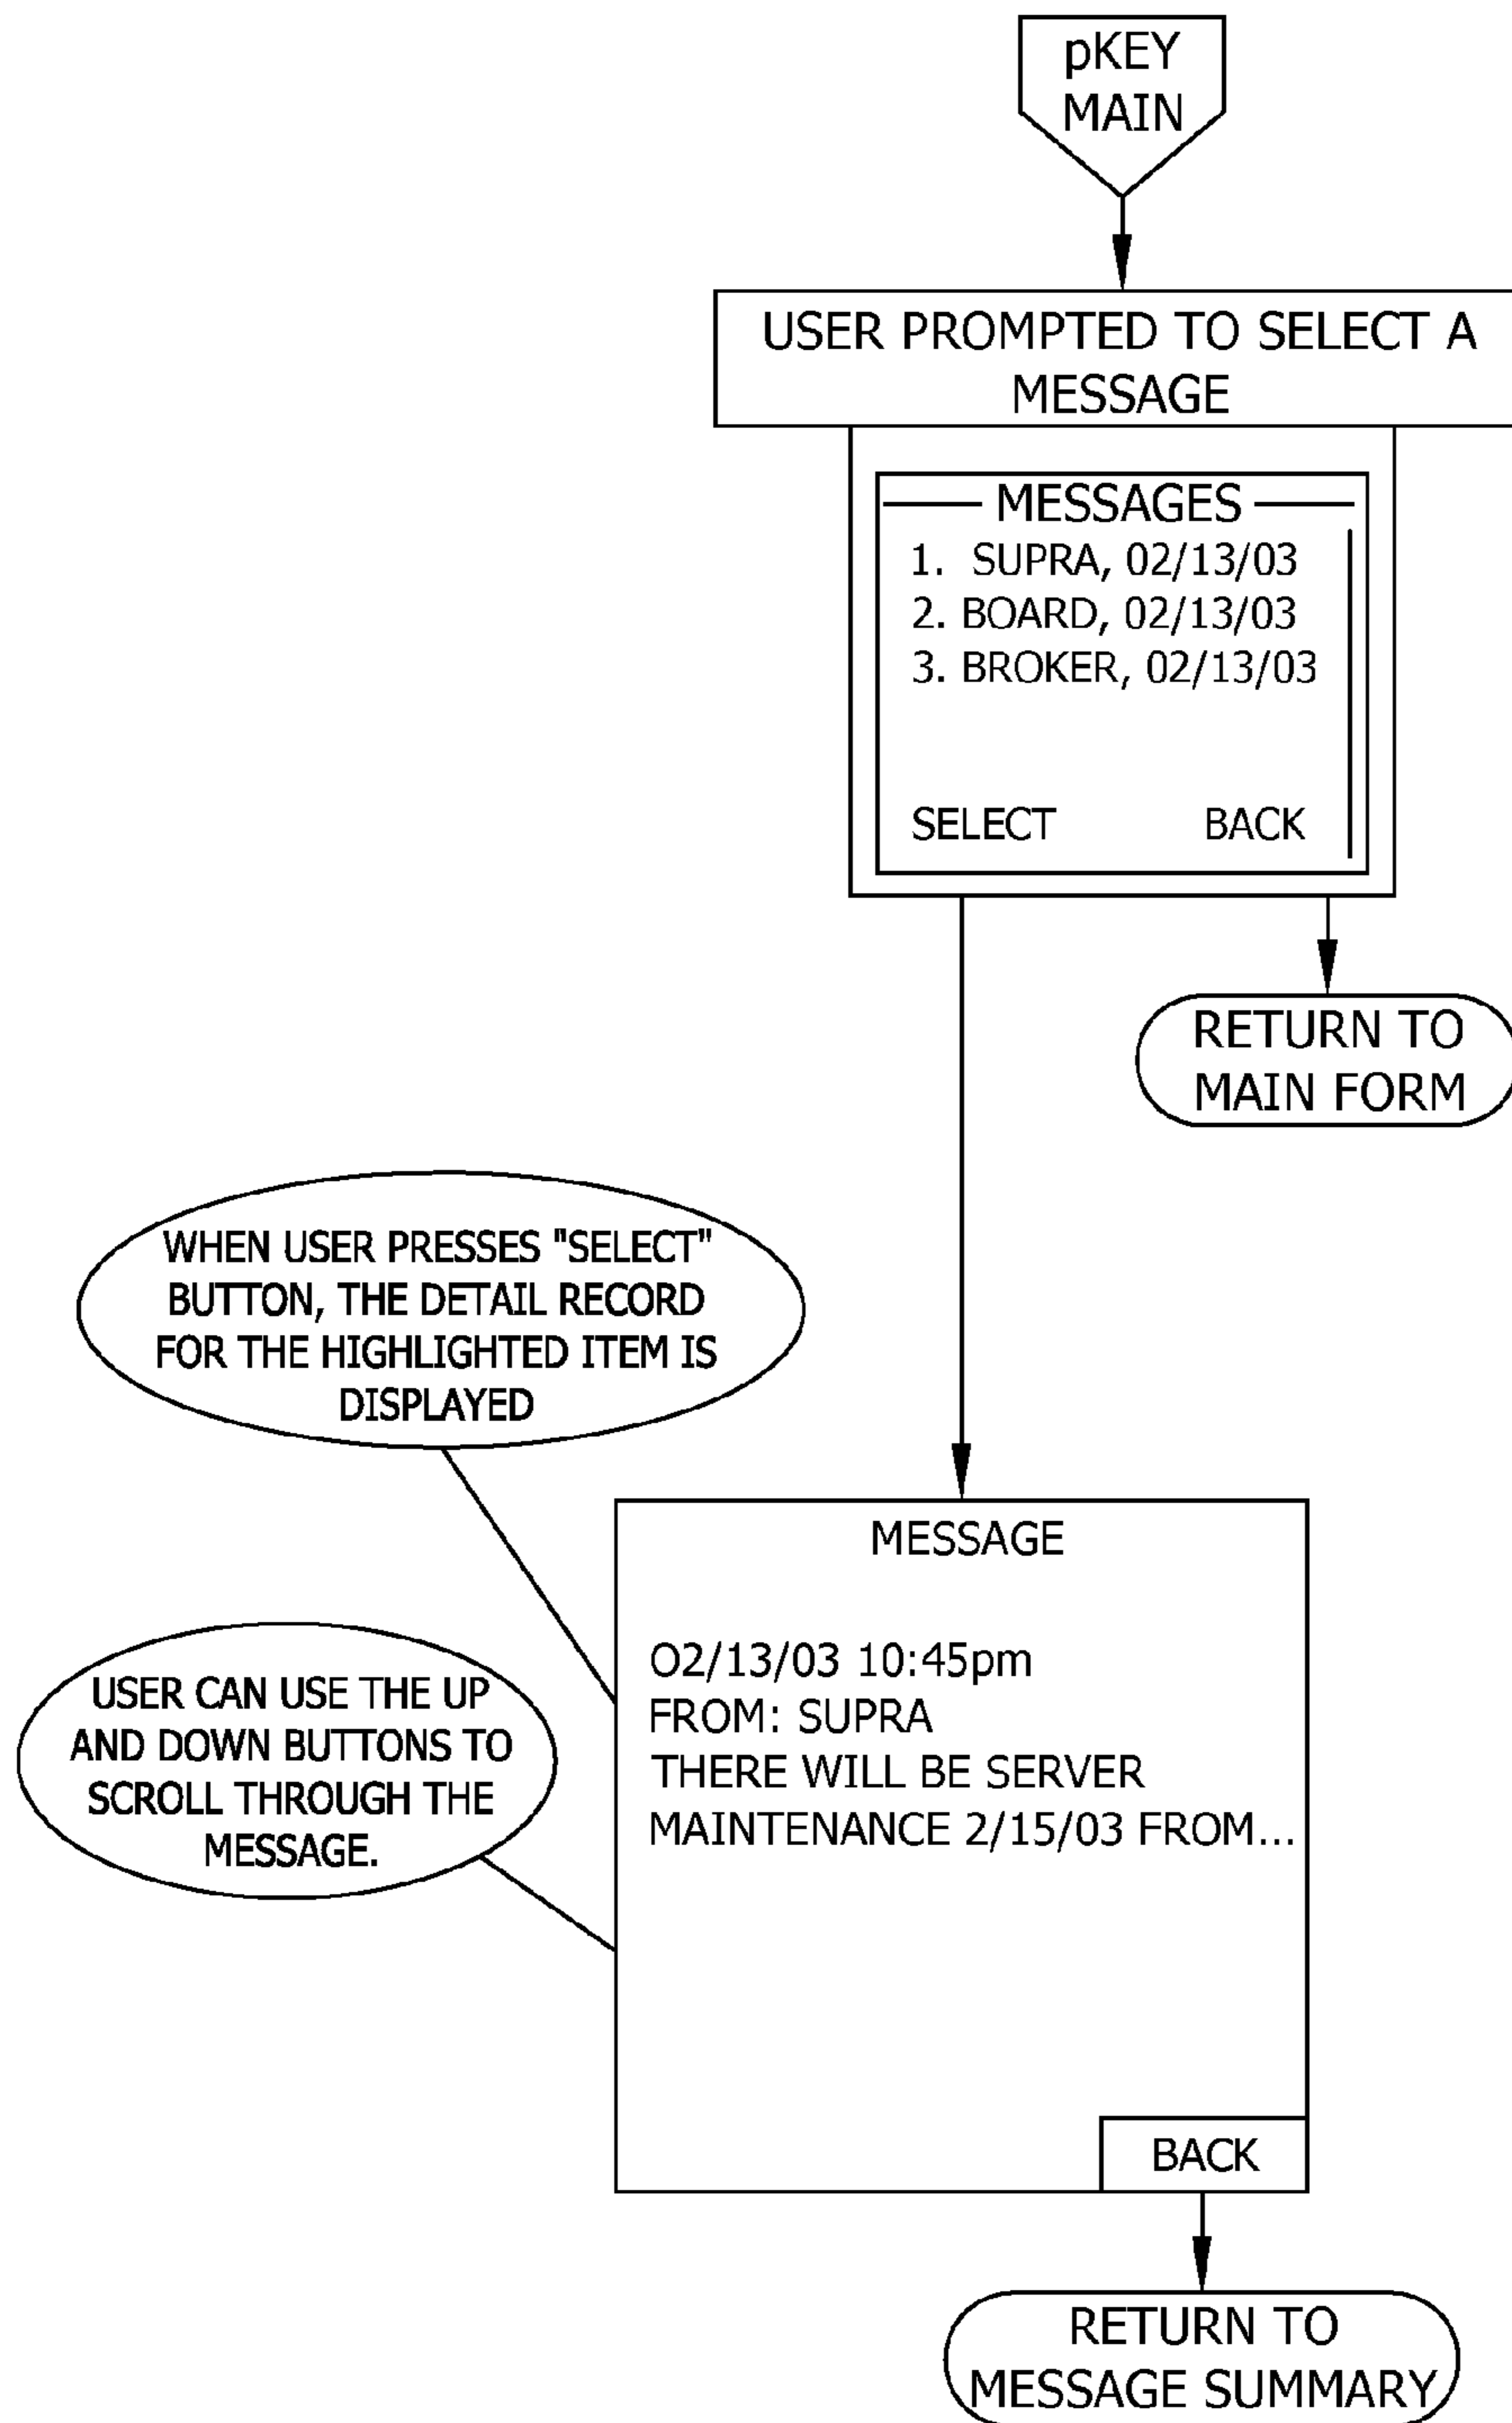 pKEY
MAIN
USER PROMPTED TO SELECT A
MESSAGE
MESSAGES
1. SUPRA, 02/13/03
2. BOARD, 02/13/03
3. BROKER, 02/13/03
SELECT BACK
RETURN TO
MAIN FORM
WHEN USER PRESSES "SELECT"
BUTTON, THE DETAIL RECORD
FOR THE HIGHLIGHTED ITEM IS
DISPLAYED
MESSAGE
O2/13/03 10:45pm
FROM: SUPRA
THERE WILL BE SERVER
MAINTENANCE 2/15/03 FROM...
USER CAN USE THE UP
AND DOWN BUTTONS TO
SCROLL THROUGH THE
MESSAGE.
BACK
RETURN TO
MESSAGE SUMMARY